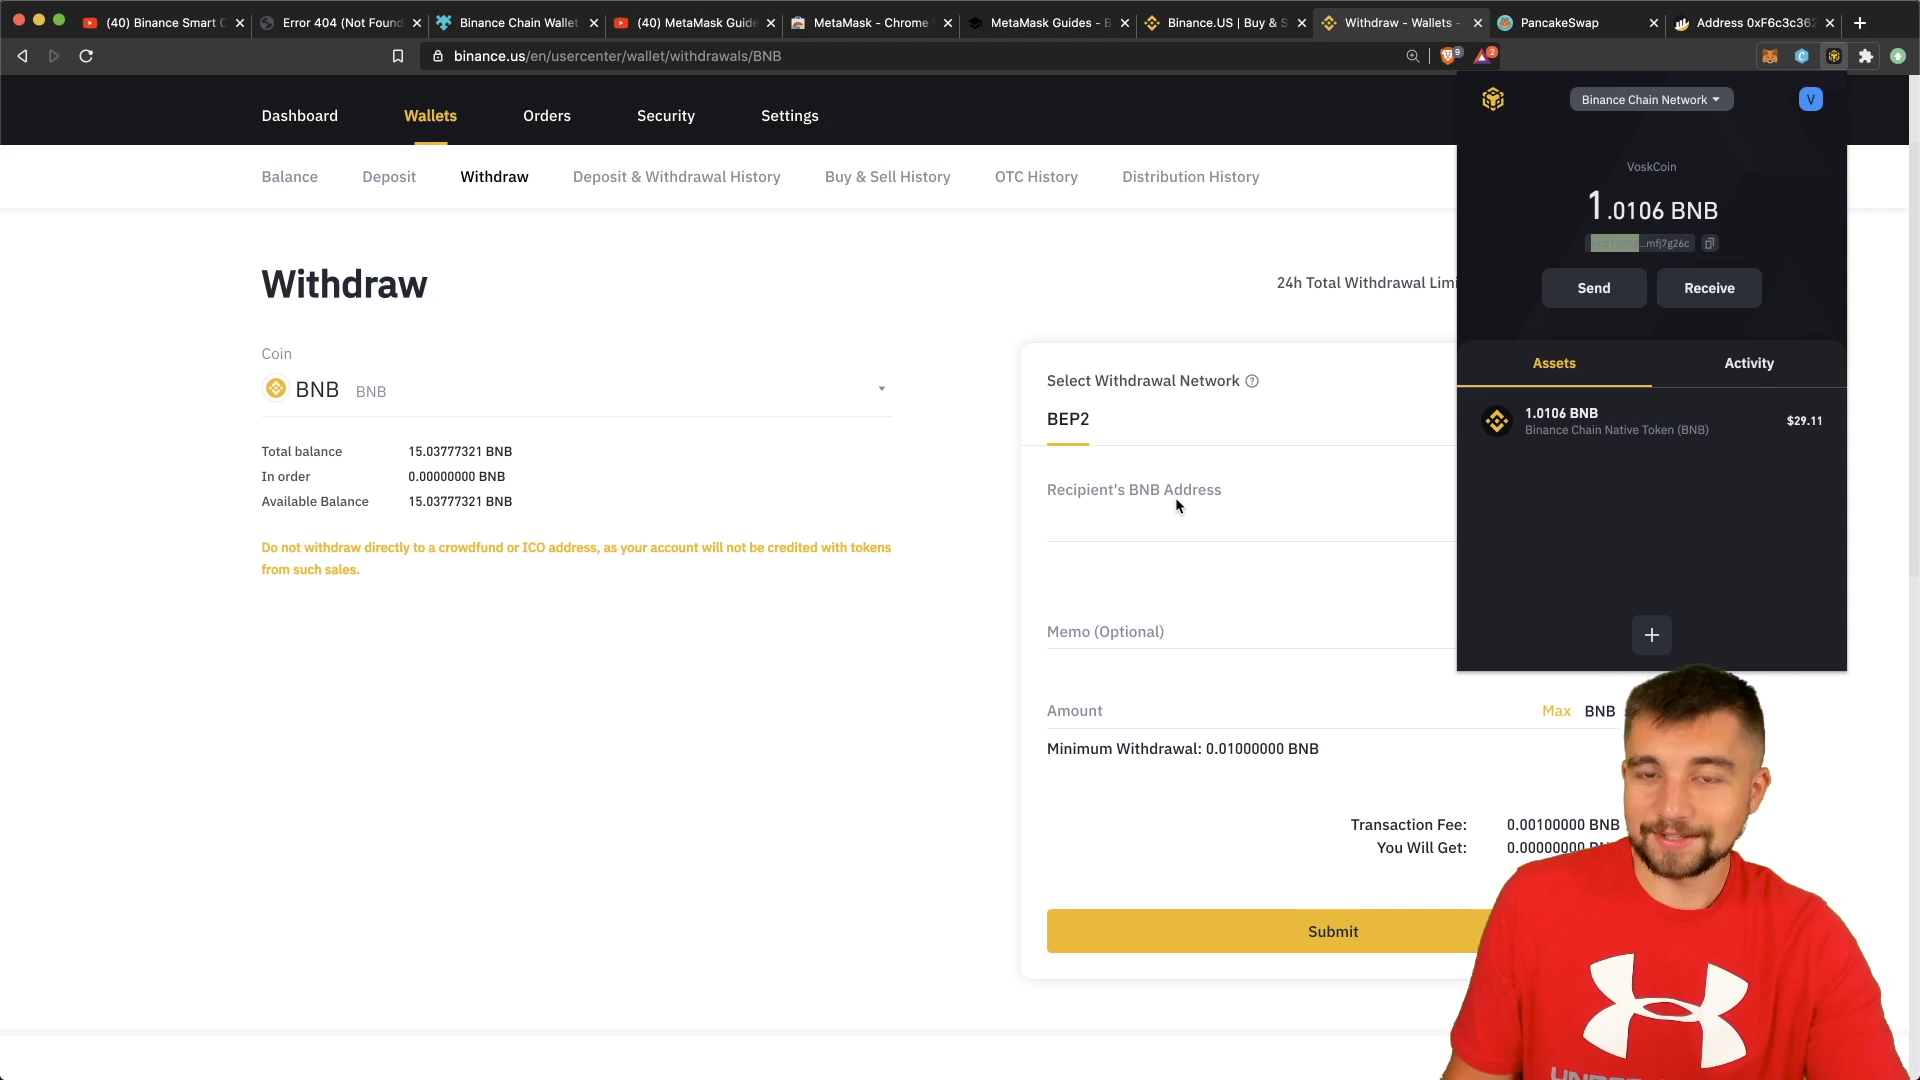 (40) Binance Smart C
Error 404 (Not Found
Binance Chain Wallet
(40) MetaMask Guide
MetaMask - Chrome
MetaMask Guides - B
Binance.US | Buy & S
Withdraw - Wallets -
PancakeSwap
Address 0xF6c3c362
binance.us/en/usercenter/wallet/withdrawals/BNB
9
2
Dashboard
Wallets
Orders
Security
Settings
Balance
Deposit
Withdraw
Deposit & Withdrawal History
Buy & Sell History
OTC History
Distribution History
Withdraw
24h Total Withdrawal Limi
Coin
BNB BNB
Total balance 15.03777321 BNB
In order 0.00000000 BNB
Available Balance 15.03777321 BNB
Do not withdraw directly to a crowdfund or ICO address, as your account will not be credited with tokens
from such sales.
Select Withdrawal Network
BEP2
Recipient's BNB Address
Memo (Optional)
Amount
Max BNB
Minimum Withdrawal: 0.01000000 BNB
Transaction Fee: 0.00100000 BNB
You Will Get: 0.00000000
Submit
Binance Chain Network
V
VoskCoin
1.0106 BNB
...mfj7g26c
Send
Receive
Assets
Activity
1.0106 BNB
Binance Chain Native Token (BNB)
$29.11